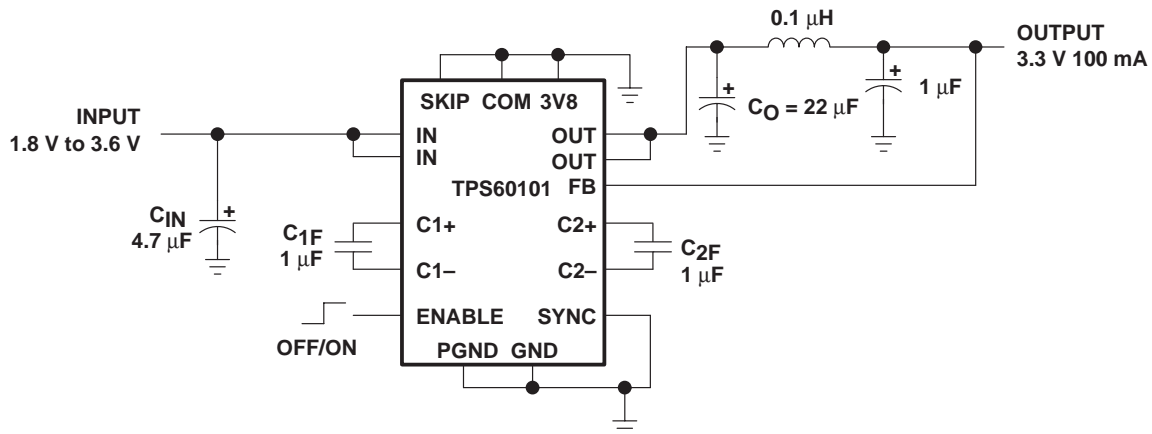 0.1 μH
OUTPUT
3.3 V 100 mA
+
CO = 22 μF
+
1 μF
SKIP COM 3V8
INPUT
1.8 V to 3.6 V
IN
OUT
IN
OUT
TPS60101 FB
CIN
4.7 μF
+
C1F
1 μF
C1+
C2+
C1–
C2–
C2F
1 μF
ENABLE
SYNC
OFF/ON
PGND GND